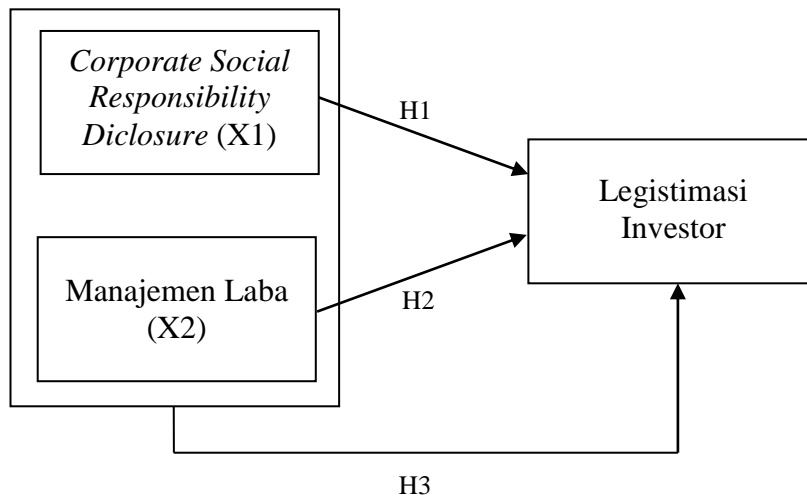 Corporate Social
Responsibility
Diclosure (X1)
H1
Legistimasi
Investor
Manajemen Laba
(X2)
H2
H3